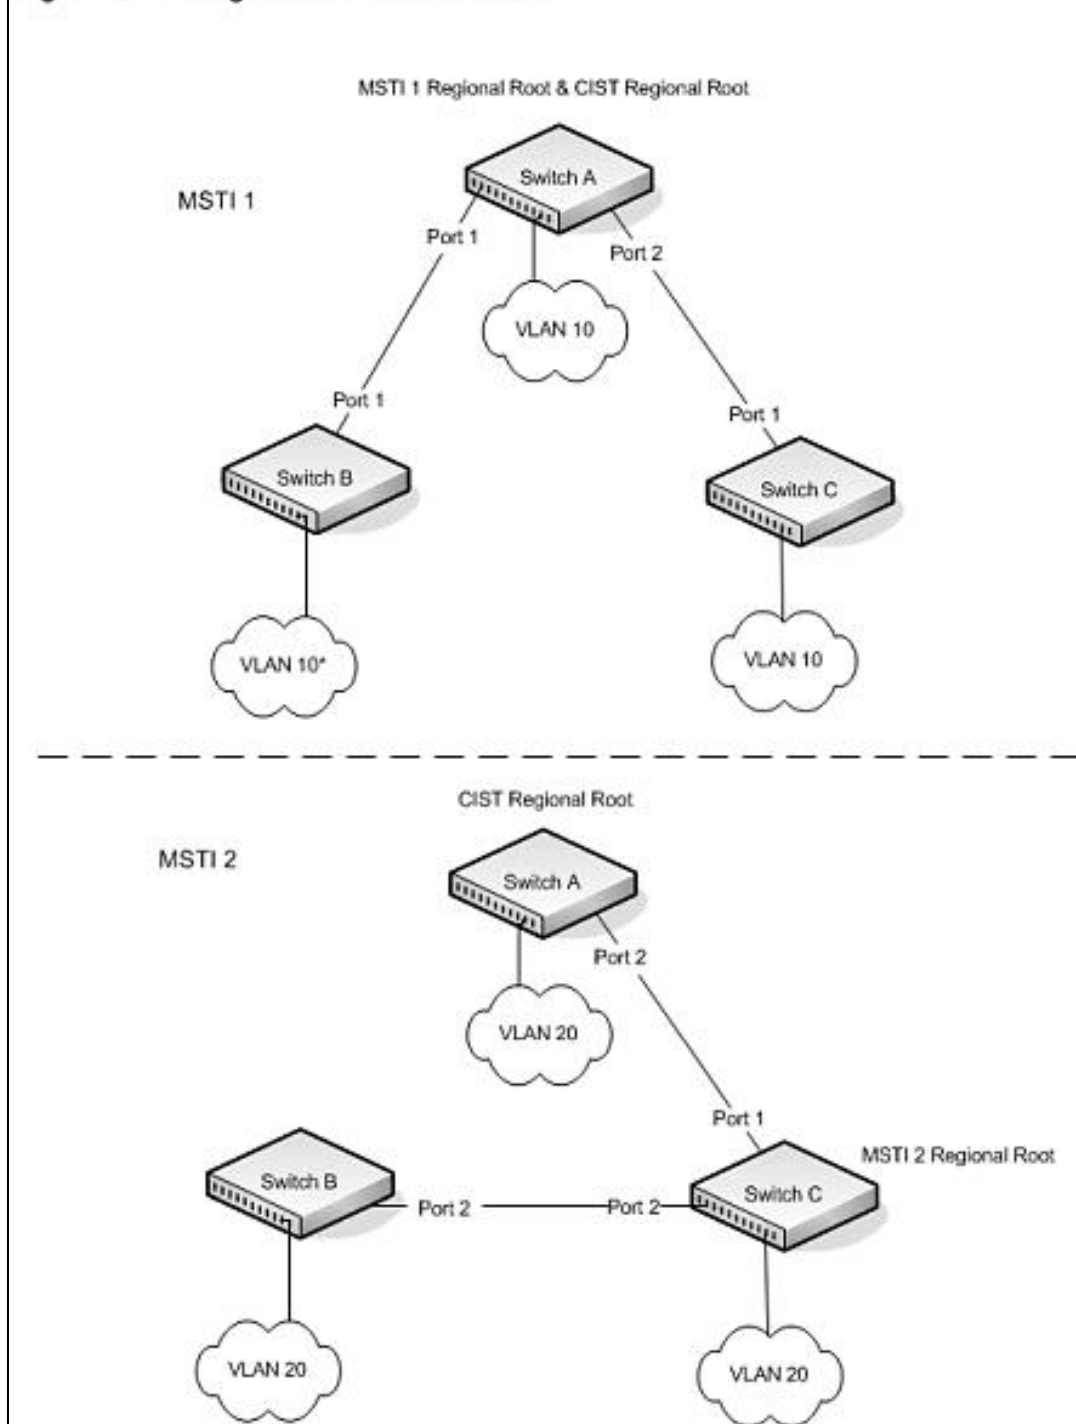 MSTI 1 Regional Root & CIST Regional Root
Switch A
MSTI 1
Port 1
Port 2
VLAN 10
Port 1
Port 1
Switch B
Switch C
VLAN 10*
VLAN 10
CIST Regional Root
MSTI 2
Switch A
Port 2
VLAN 20
Port 1
MSTI 2 Regional Root
Switch B
Switch C
Port 2
Port 2
VLAN 20
VLAN 20